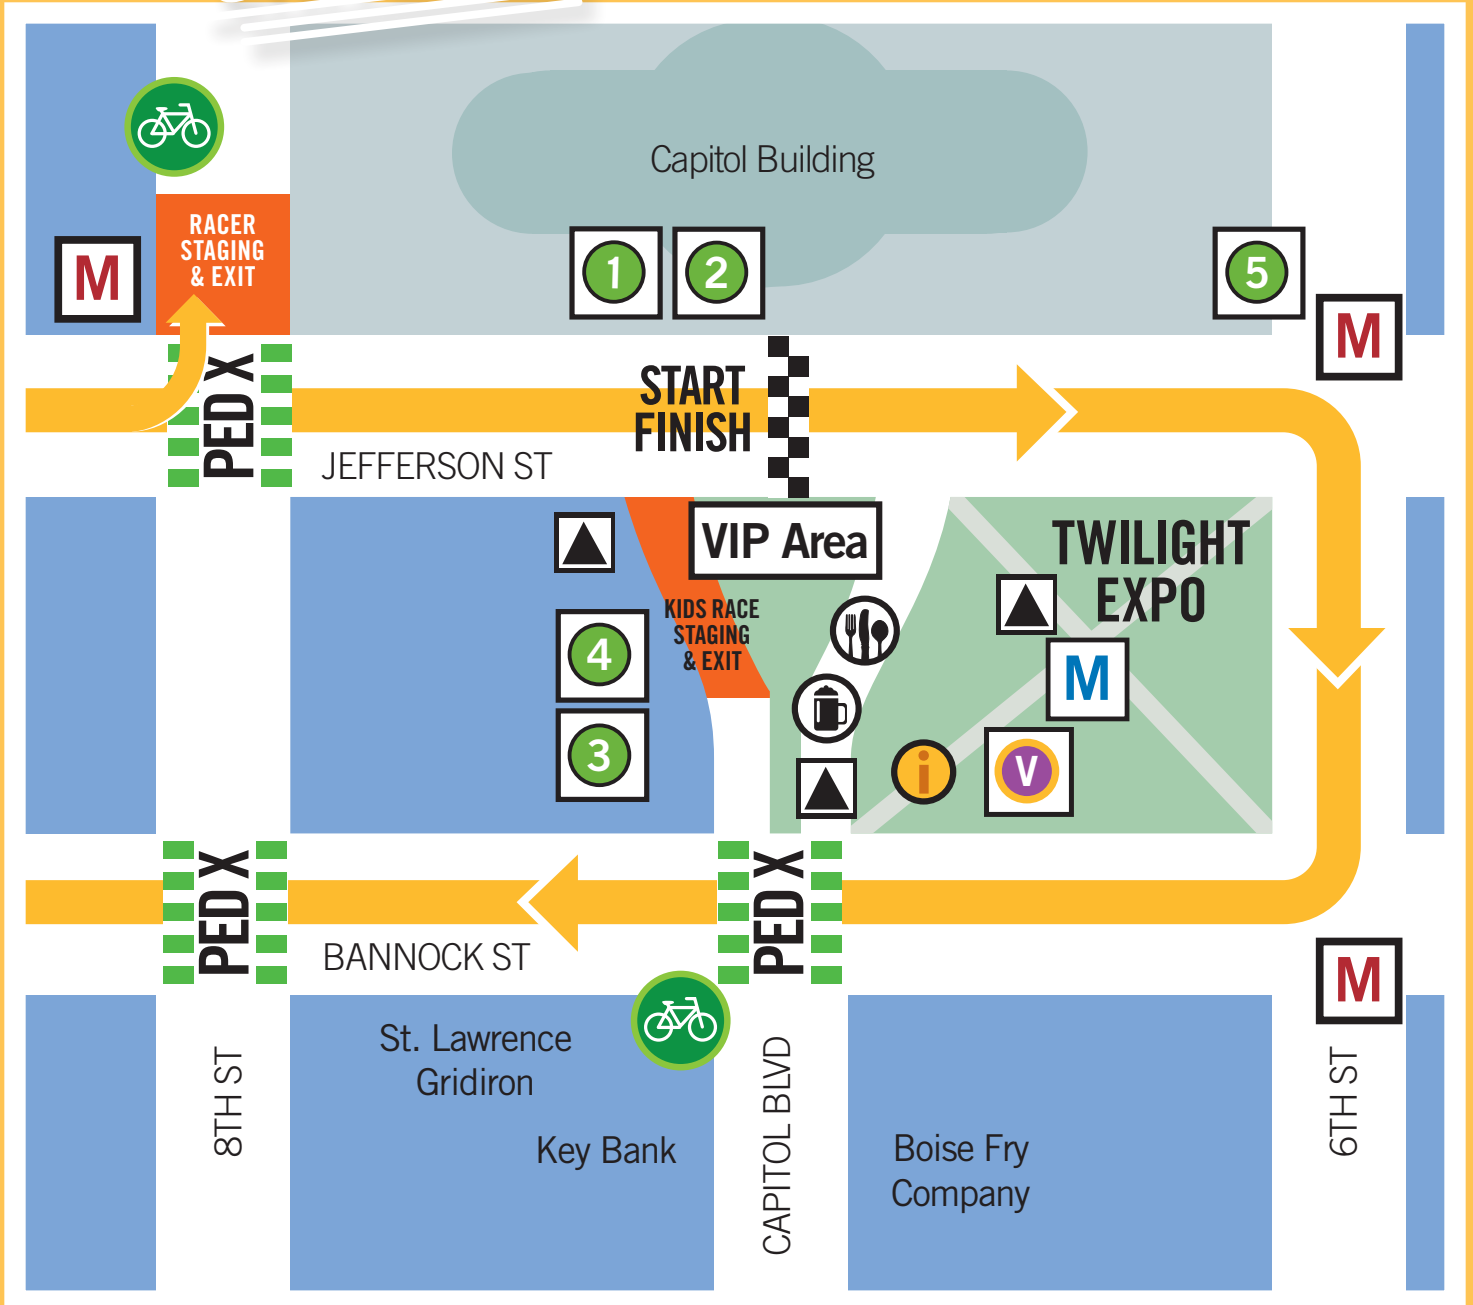 Capitol Building
RACER
STAGING
& EXIT
M
1
2
5
M
START
FINISH
PED X
JEFFERSON ST
VIP Area
TWILIGHT
EXPO
KIDS RACE
STAGING
& EXIT
4
M
3
i
V
PED X
PED X
BANNOCK ST
M
St. Lawrence
Gridiron
8TH ST
CAPITOL BLVD
6TH ST
Key Bank
Boise Fry
Company